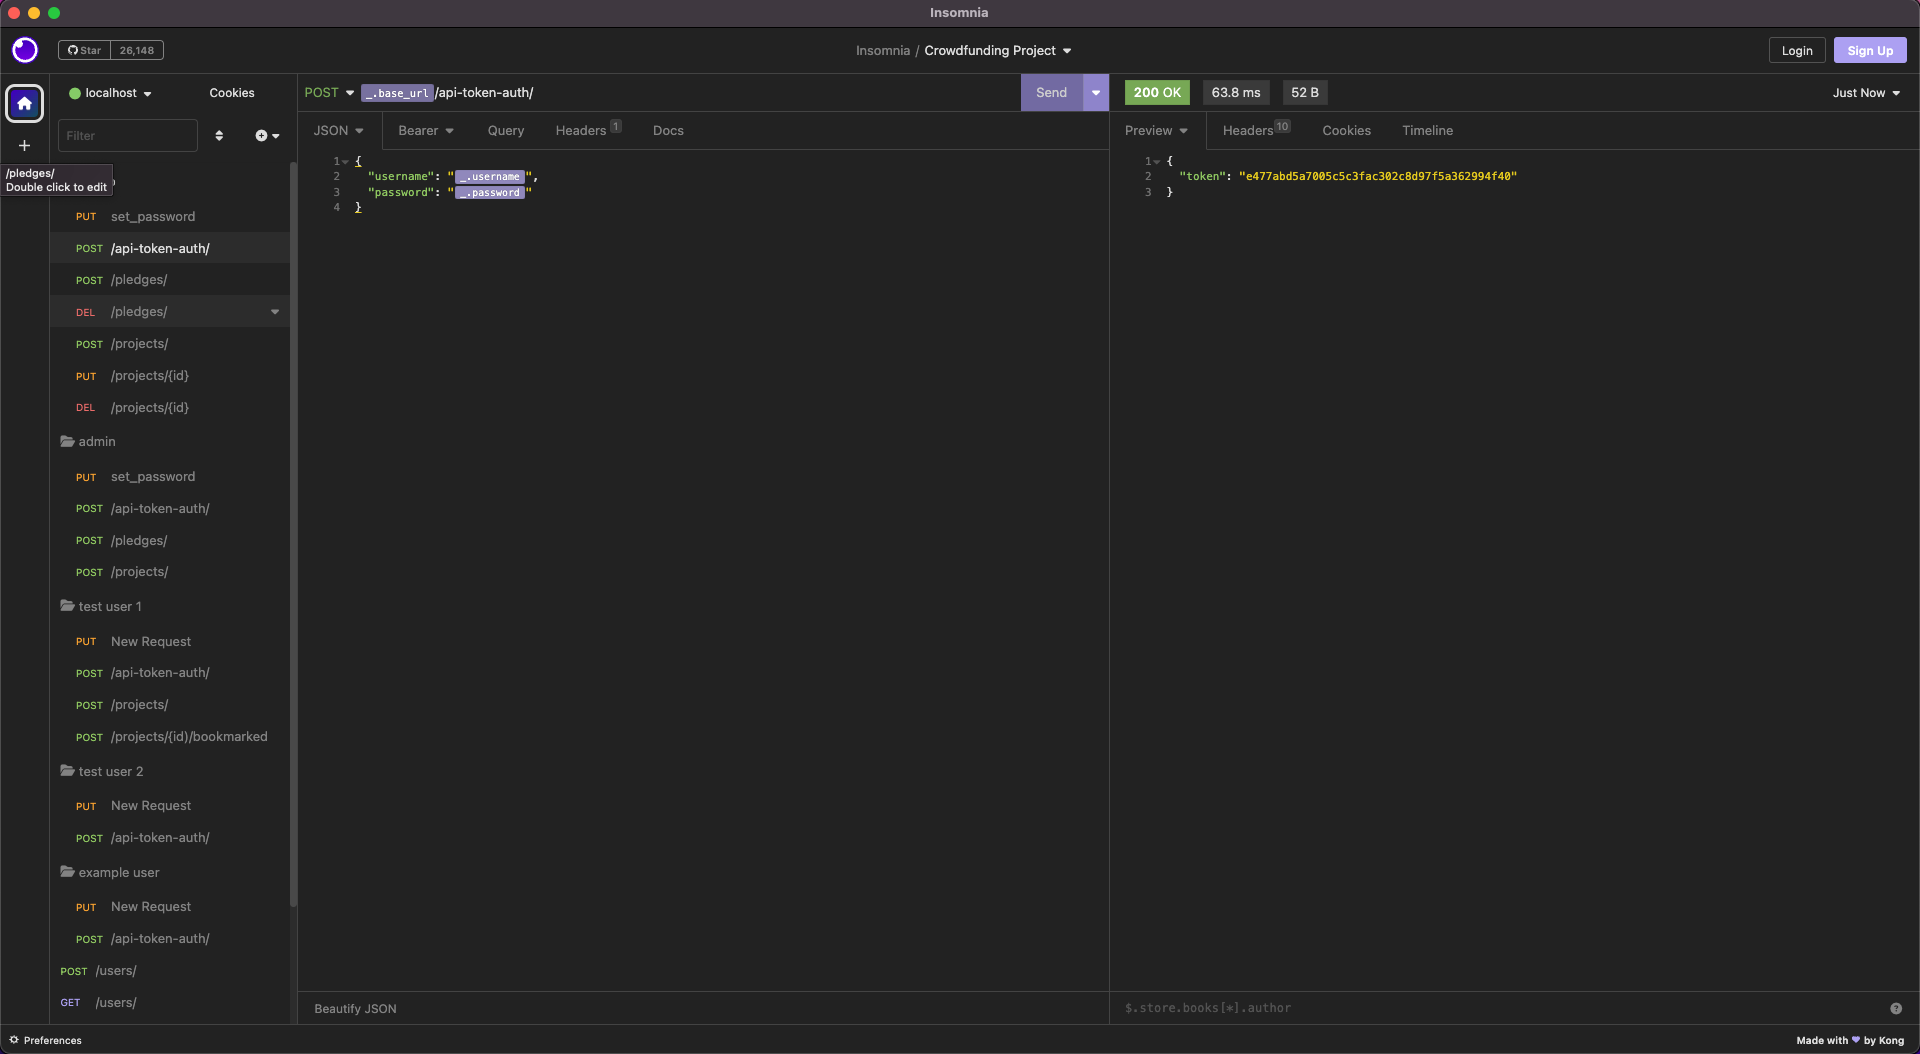 Insomnia
Star 26,148
Insomnia / Crowdfunding Project
Login
Sign Up
localhost
Cookies
Filter
/pledges/
Double click to edit
PUT set_password
POST /api-token-auth/
POST /pledges/
DEL /pledges/
POST /projects/
PUT /projects/{id}
DEL /projects/{id}
admin
PUT set_password
POST /api-token-auth/
POST /pledges/
POST /projects/
test user 1
PUT New Request
POST /api-token-auth/
POST /projects/
POST /projects/{id)/bookmarked
test user 2
PUT New Request
POST /api-token-auth/
example user
PUT New Request
POST /api-token-auth/
POST /users/
GET /users/
Preferences
POST _.base_url/api-token-auth/
Send
JSON Bearer Query Headers 1 Docs
1 {
2 "username": "_.username",
3 "password": "_.password"
4 }
Beautify JSON
200 OK 63.8 ms 52 B
Just Now
Preview Headers 10 Cookies Timeline
1 {
2 "token": "e477abd5a7005c5c3fac302c8d97f5a362994f40"
3 }
$.store.books[*].author
Made with ❤ by Kong